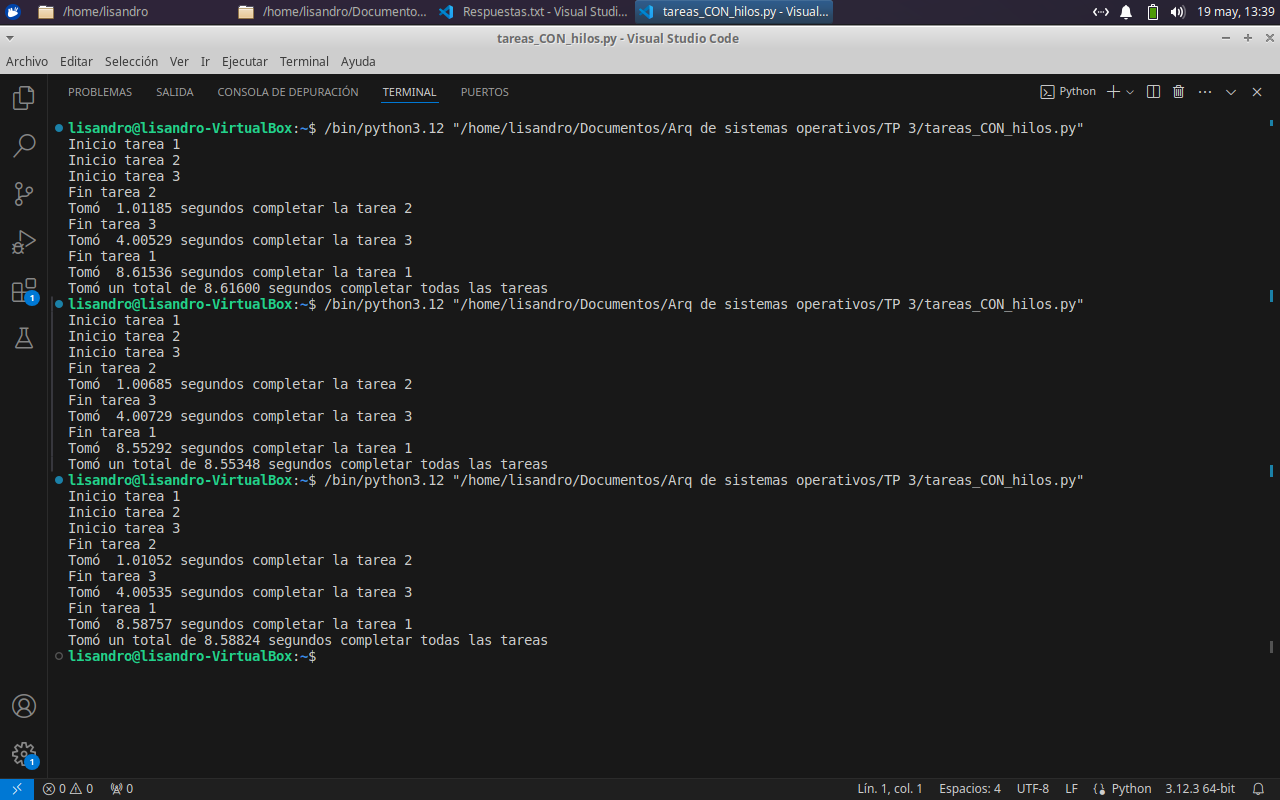 /home/lisandro
/home/lisandro/Documento...
Respuestas.txt - Visual Studi...
tareas_CON_hilos.py - Visual...
19 may, 13:39
tareas_CON_hilos.py - Visual Studio Code
Archivo Editar Selección Ver Ir Ejecutar Terminal Ayuda
PROBLEMAS SALIDA CONSOLA DE DEPURACIÓN TERMINAL PUERTOS
Python
lisandro@lisandro-VirtualBox:~$ /bin/python3.12 "/home/lisandro/Documentos/Arq de sistemas operativos/TP 3/tareas_CON_hilos.py"
Inicio tarea 1
Inicio tarea 2
Inicio tarea 3
Fin tarea 2
Tomó  1.01185 segundos completar la tarea 2
Fin tarea 3
Tomó  4.00529 segundos completar la tarea 3
Fin tarea 1
Tomó  8.61536 segundos completar la tarea 1
Tomó un total de 8.61600 segundos completar todas las tareas
lisandro@lisandro-VirtualBox:~$ /bin/python3.12 "/home/lisandro/Documentos/Arq de sistemas operativos/TP 3/tareas_CON_hilos.py"
Inicio tarea 1
Inicio tarea 2
Inicio tarea 3
Fin tarea 2
Tomó  1.00685 segundos completar la tarea 2
Fin tarea 3
Tomó  4.00729 segundos completar la tarea 3
Fin tarea 1
Tomó  8.55292 segundos completar la tarea 1
Tomó un total de 8.55348 segundos completar todas las tareas
lisandro@lisandro-VirtualBox:~$ /bin/python3.12 "/home/lisandro/Documentos/Arq de sistemas operativos/TP 3/tareas_CON_hilos.py"
Inicio tarea 1
Inicio tarea 2
Inicio tarea 3
Fin tarea 2
Tomó  1.01052 segundos completar la tarea 2
Fin tarea 3
Tomó  4.00535 segundos completar la tarea 3
Fin tarea 1
Tomó  8.58757 segundos completar la tarea 1
Tomó un total de 8.58824 segundos completar todas las tareas
lisandro@lisandro-VirtualBox:~$
1
1
0 0 0
Lín. 1, col. 1 Espacios: 4 UTF-8 LF Python 3.12.3 64-bit